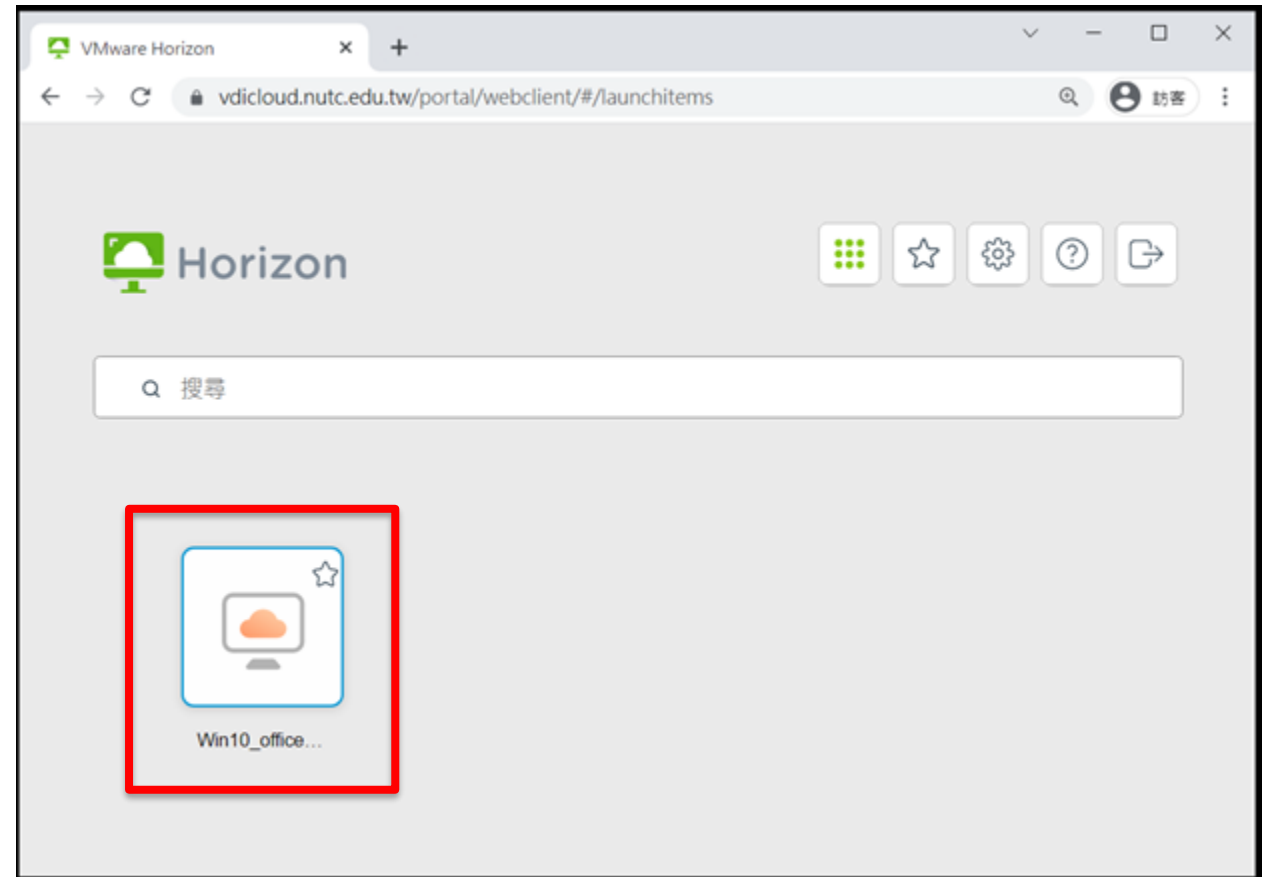 VMware Horizon
vdicloud.nutc.edu.tw/portal/webclient/#/launchitems
訪客
Horizon
搜尋
Win10_office...